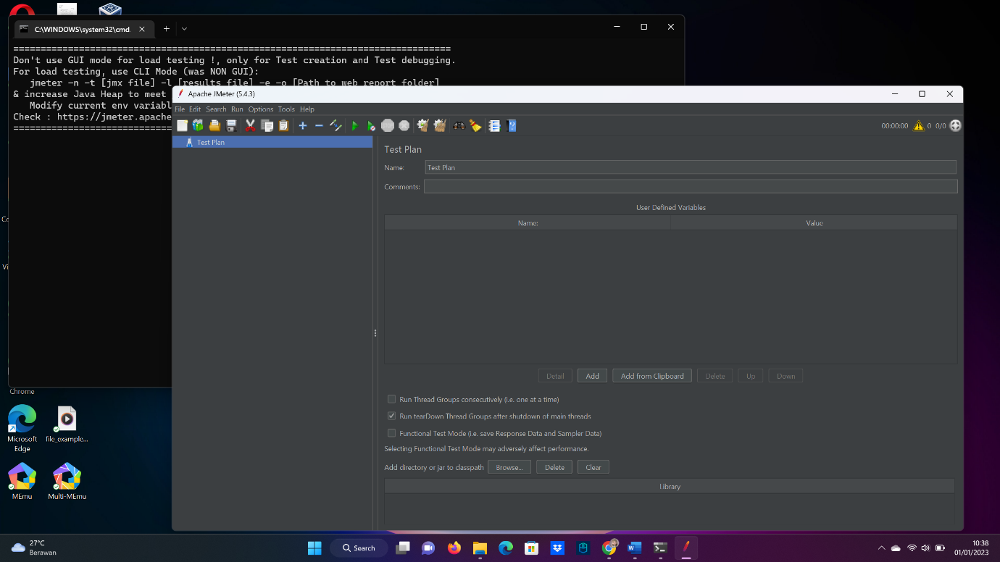 C:\WINDOWS\system32\cmd.
================================================================================
Don't use GUI mode for load testing !, only for Test creation and Test debugging.
For load testing, use CLI Mode (was NON GUI):
jmeter -n -t [jmx file] -l [results file] -e -o [Path to web report folder]
& increase Java Heap to meet
Modify current env variabl
Check : https://jmeter.apache
Apache JMeter (5.4.3)
File Edit Search Run Options Tools Help
00:00:00 0 0/0
Test Plan
Test Plan
Name: Test Plan
Comments:
User Defined Variables
Name: Value
Detail Add Add from Clipboard Delete Up Down
Run Thread Groups consecutively (i.e. one at a time)
Run tearDown Thread Groups after shutdown of main threads
Functional Test Mode (i.e. save Response Data and Sampler Data)
Selecting Functional Test Mode may adversely affect performance.
Add directory or jar to classpath Browse... Delete Clear
Library
Co
Vi
Chrome
Microsoft Edge
file_example...
MEmu
Multi-MEmu
27°C
Berawan
Search
10:38
01/01/2023